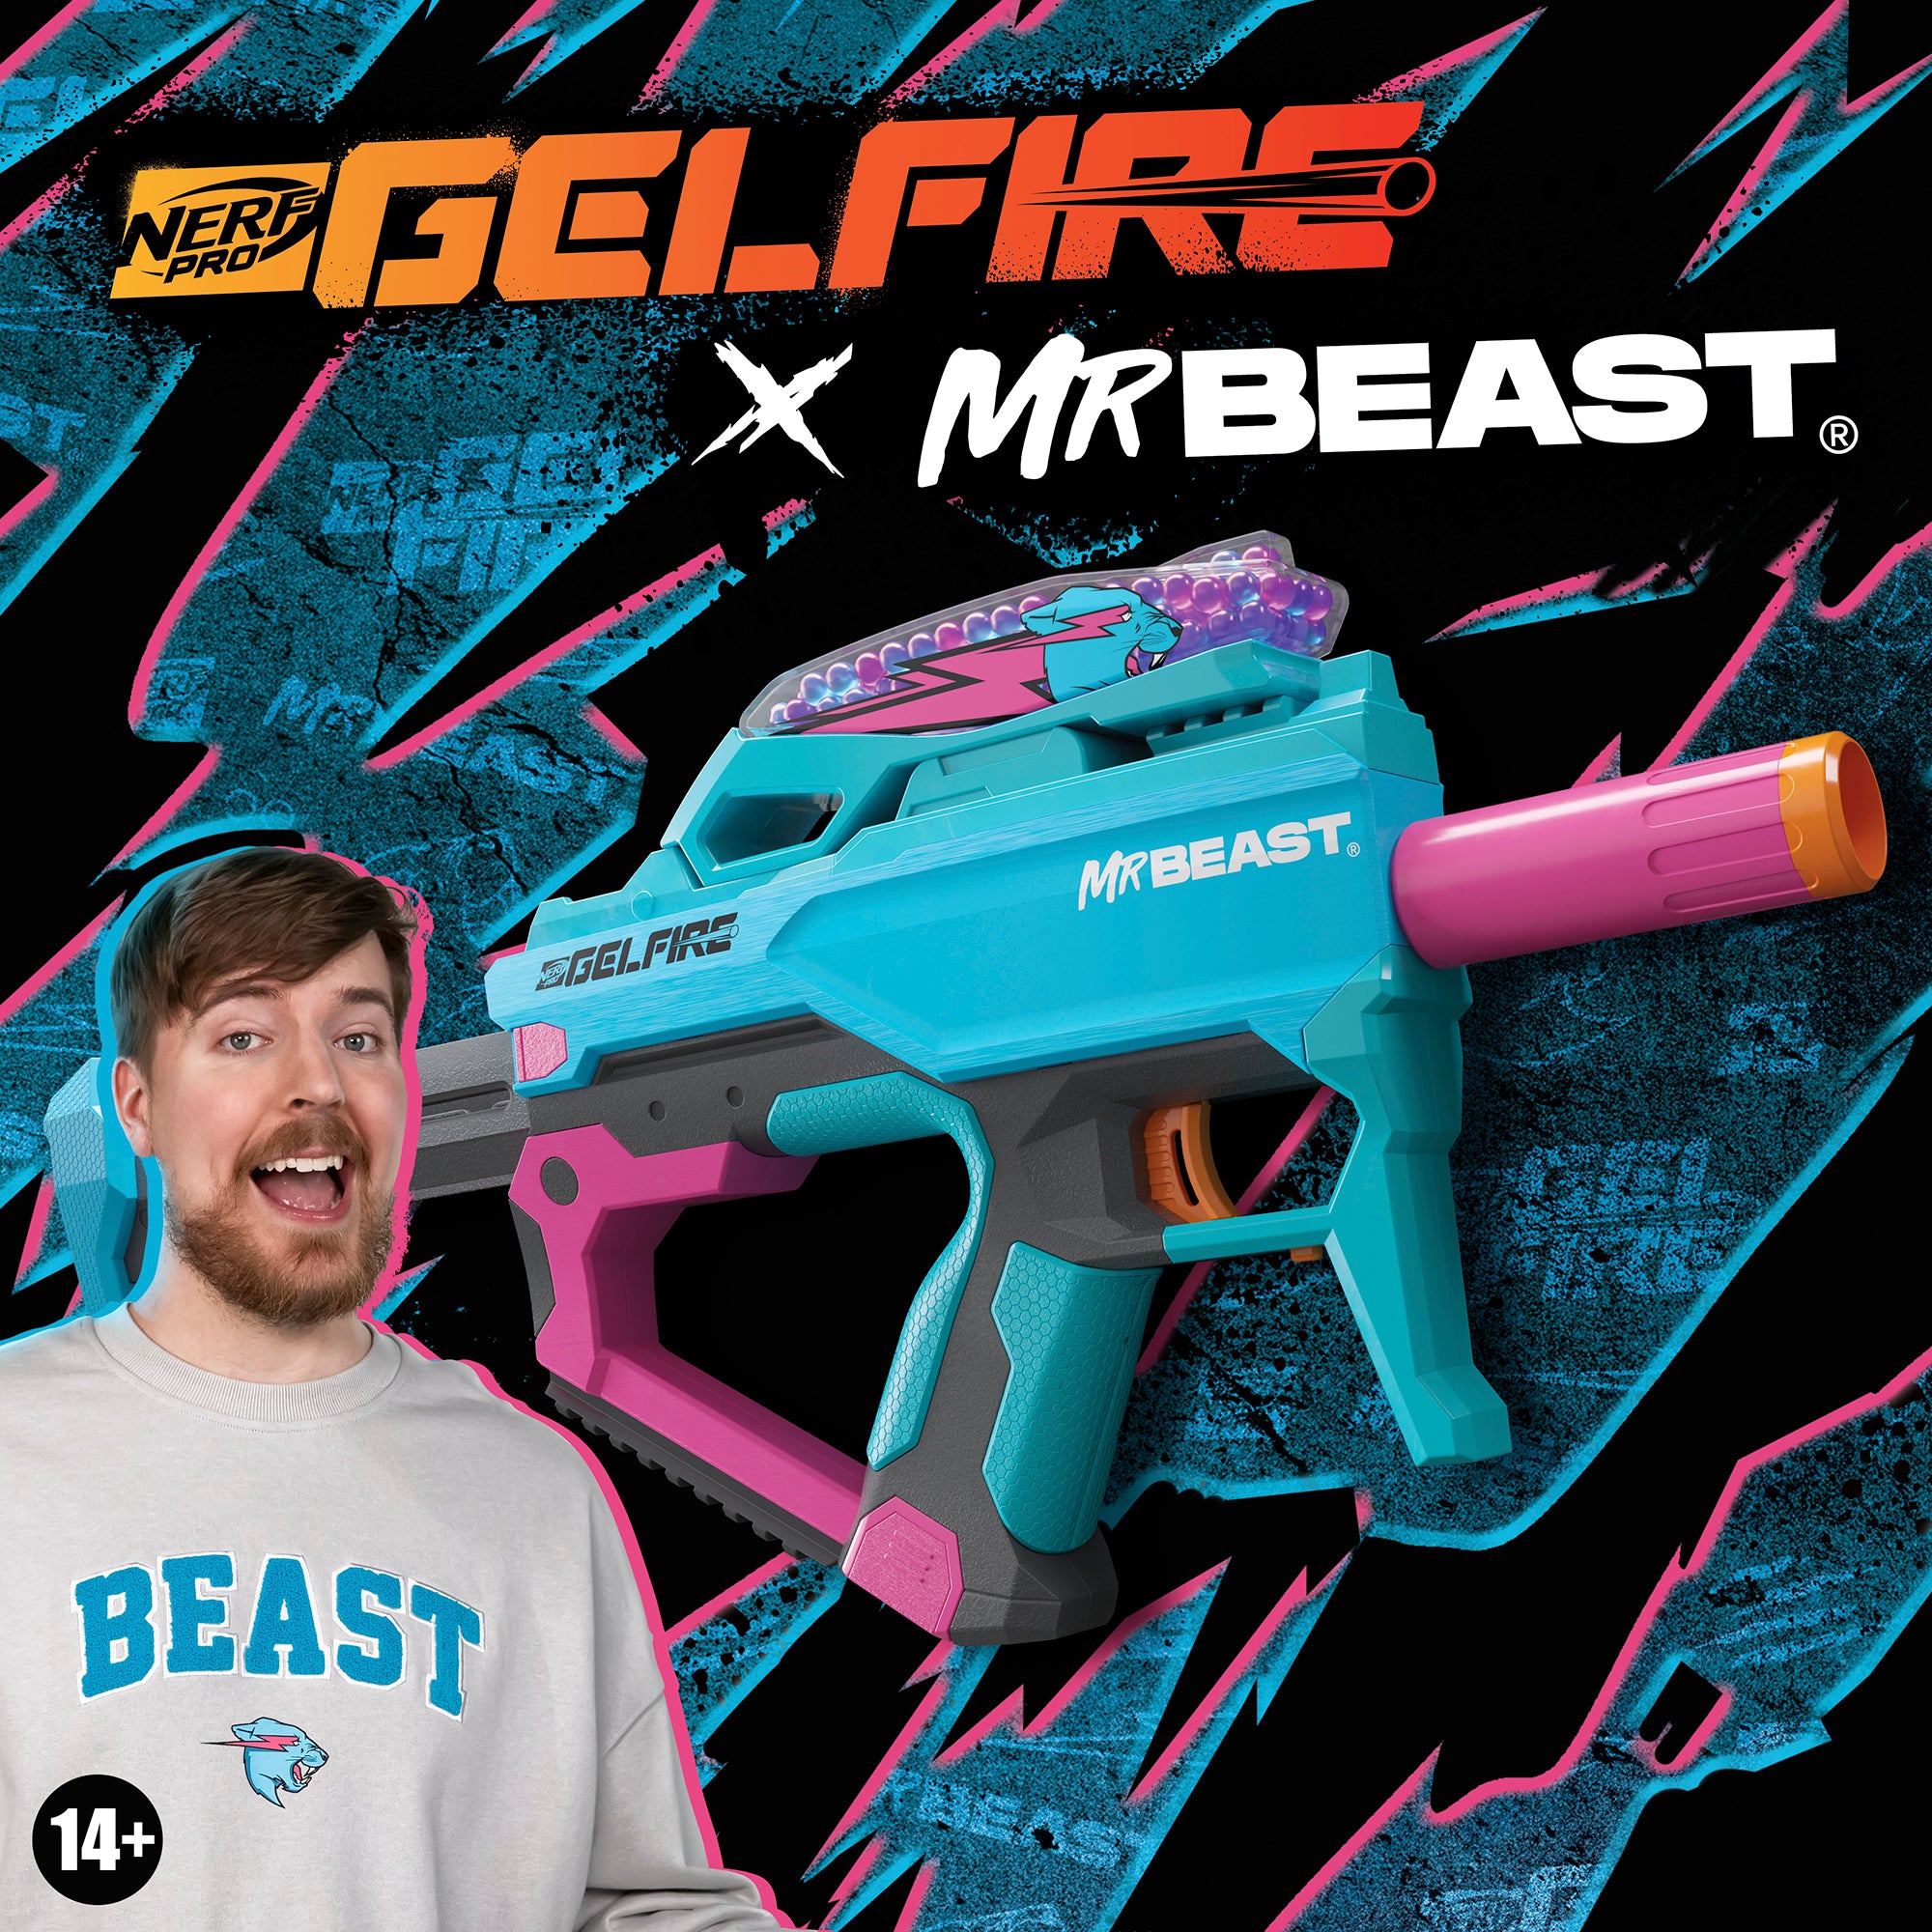 NERF PRO GELFIRE
X MRBEAST®
MRBEAST®
NERF PRO GELFIRE
BEAST
14+